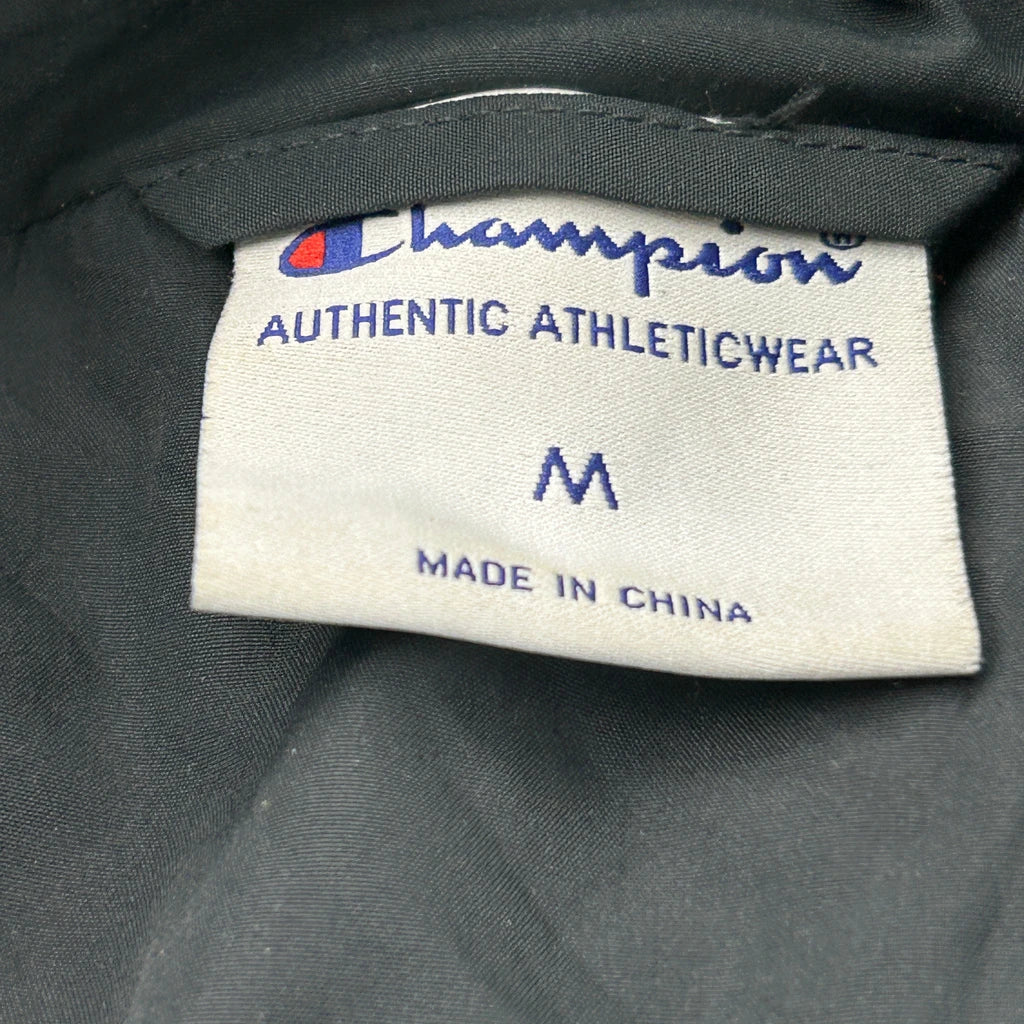 Champion®
AUTHENTIC ATHLETICWEAR
M
MADE IN CHINA